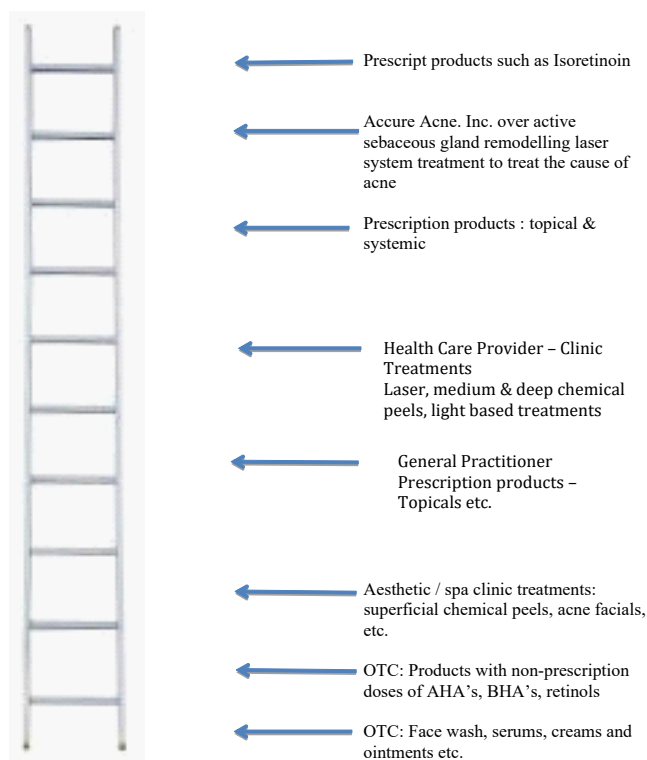 Prescript products such as Isoretinoin
Accure Acne. Inc. over active
sebaceous gland remodelling laser
system treatment to treat the cause of
acne
Prescription products : topical &
systemic
Health Care Provider – Clinic
Treatments
Laser, medium & deep chemical
peels, light based treatments
General Practitioner
Prescription products –
Topicals etc.
Aesthetic / spa clinic treatments:
superficial chemical peels, acne facials,
etc.
OTC: Products with non-prescription
doses of AHA’s, BHA’s, retinols
OTC: Face wash, serums, creams and
ointments etc.